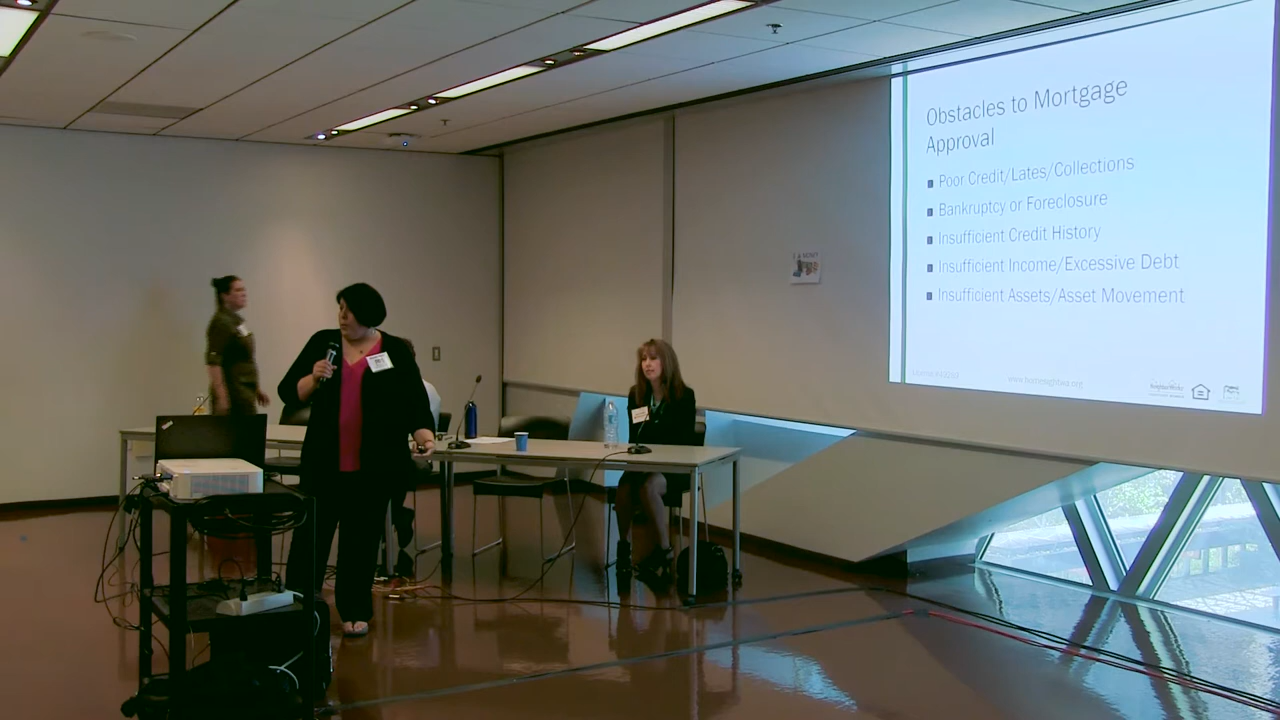 Obstacles to Mortgage
Approval
Poor Credit/Lates/Collections
Bankruptcy or Foreclosure
Insufficient Credit History
Insufficient Income/Excessive Debt
Insufficient Assets/Asset Movement